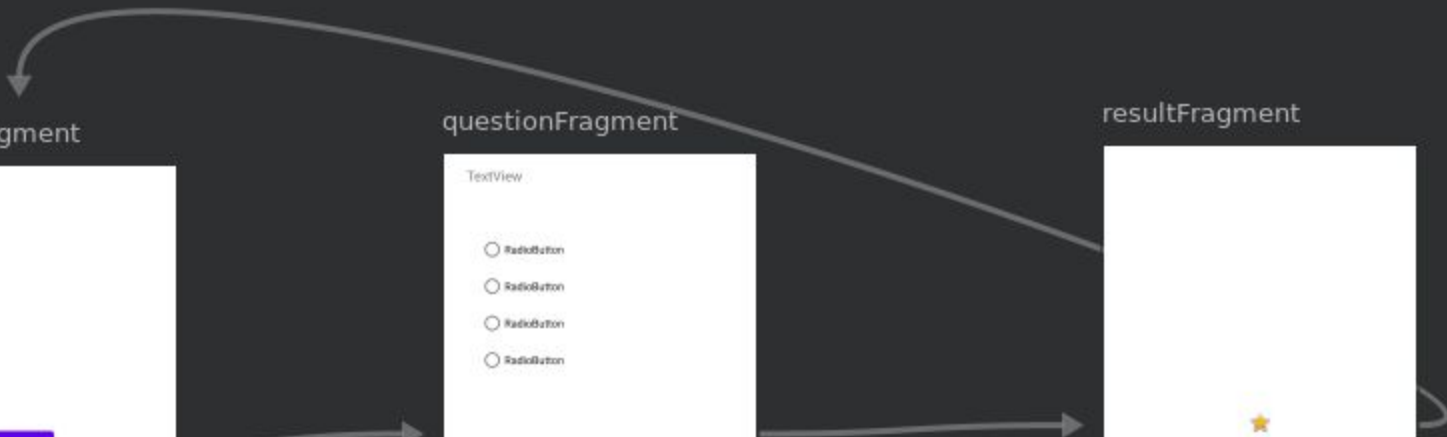 gment
questionFragment
resultFragment
TextView
RadioButton
RadioButton
RadioButton
RadioButton